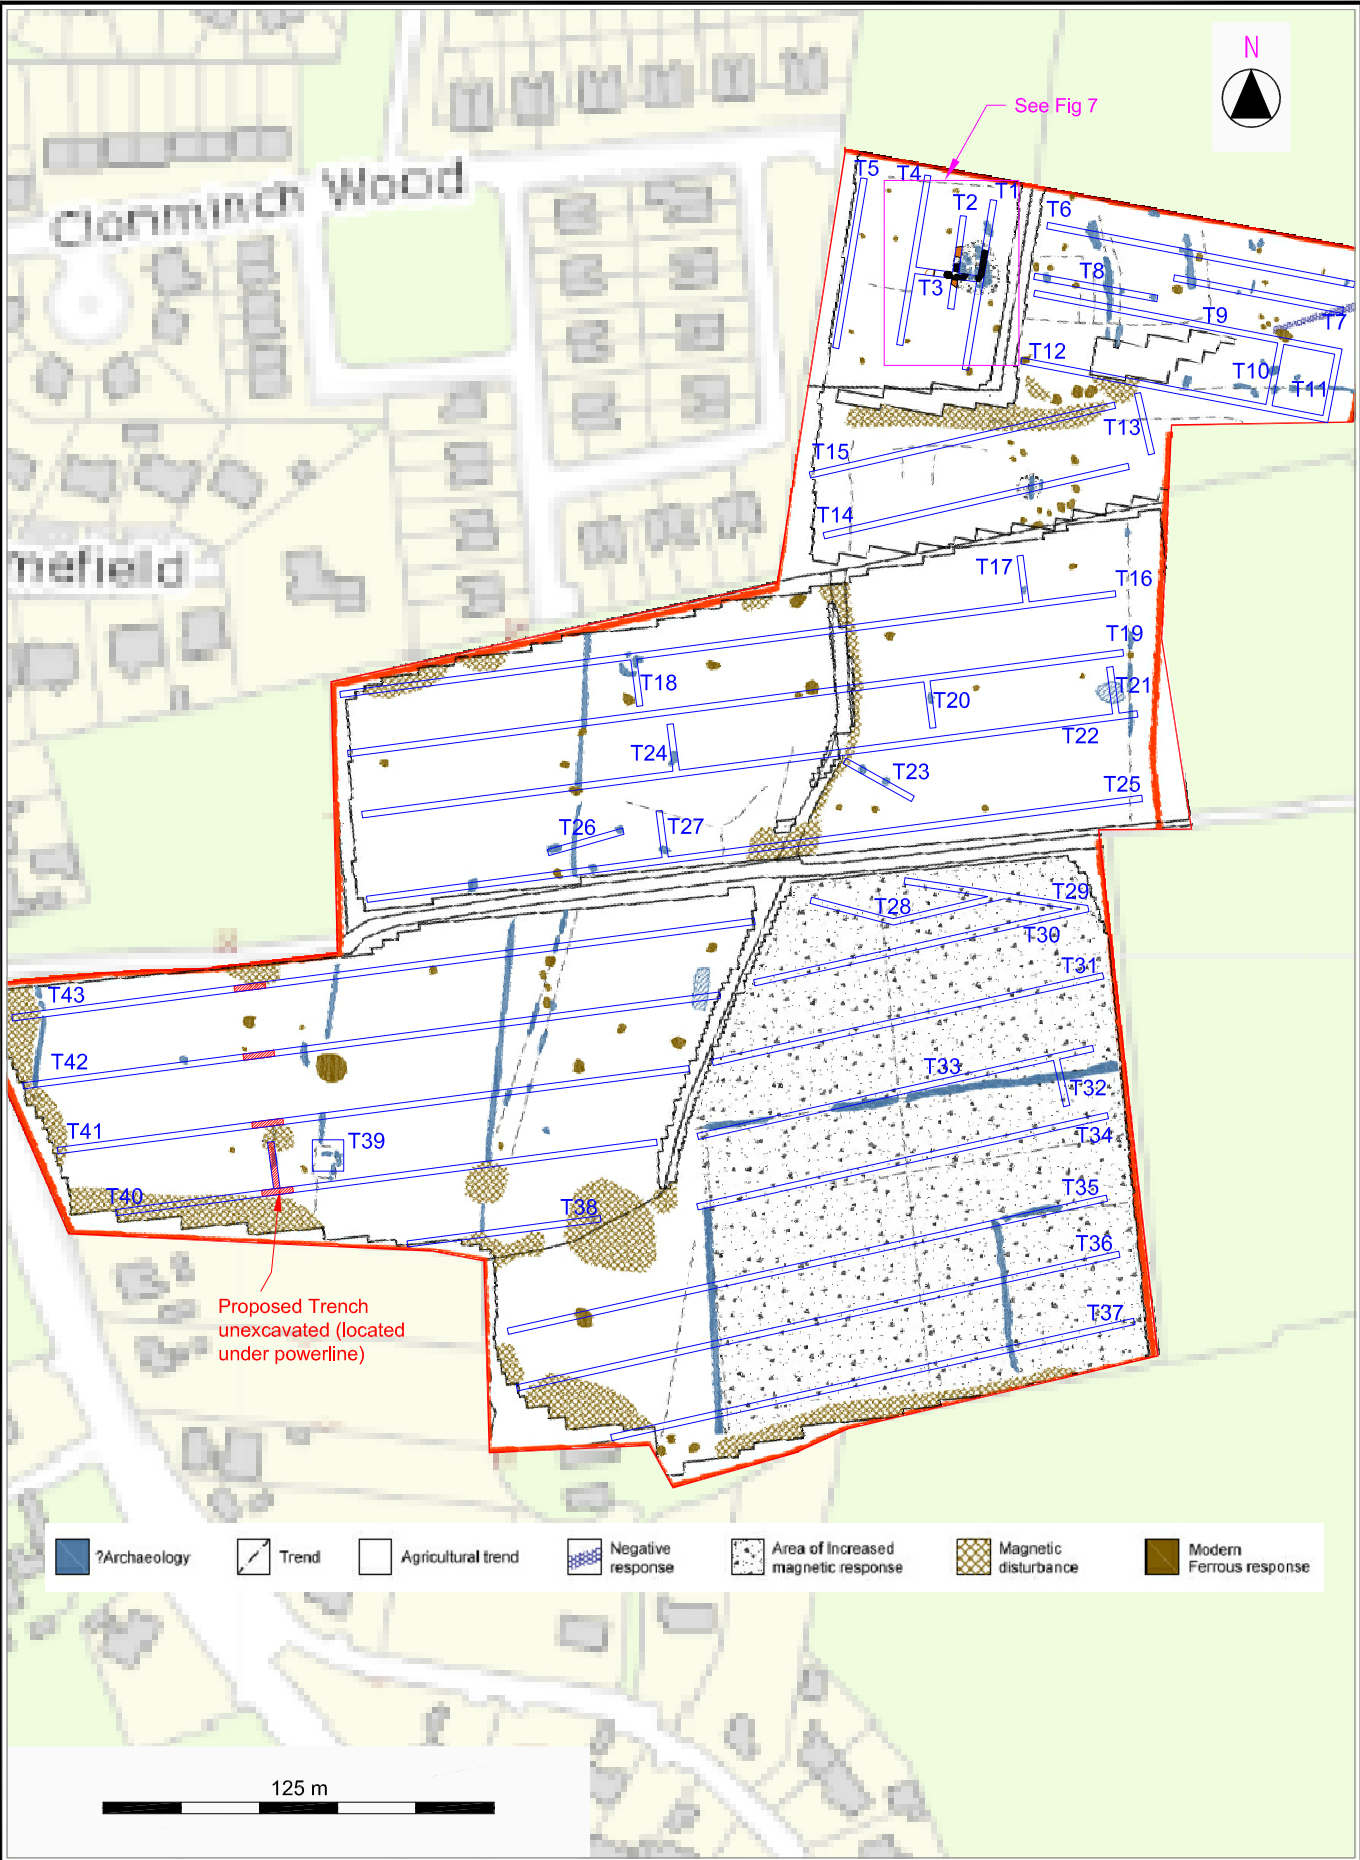 N
See Fig 7
Clonminch Wood
T5
T4
T2
T1
T6
T3
T8
T9
T7
T12
T10
T11
T13
T15
T14
mefield
T17
T16
T19
T18
T20
T21
T24
T22
T23
T25
T26
T27
T28
T29
T30
T31
T43
T42
T33
T32
T41
T39
T34
T40
T38
T35
T36
T37
Proposed Trench
unexcavated (located
under powerline)
?Archaeology
Trend
Agricultural trend
Negative
response
Area of Increased
magnetic response
Magnetic
disturbance
Modern
Ferrous response
125 m